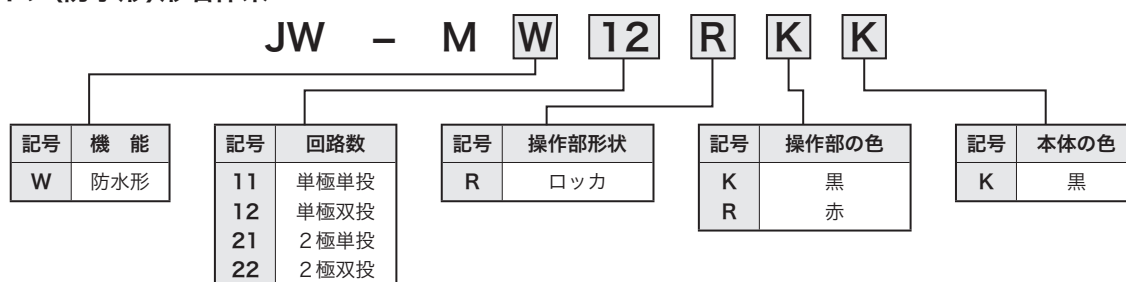 JW – M W 12 R K K
記号 機 能
W 防水形
記号 回路数
11 単極単投
12 単極双投
21 2極単投
22 2極双投
記号 操作部形状
R ロッカ
記号 操作部の色
K 黒
R 赤
記号 本体の色
K 黒